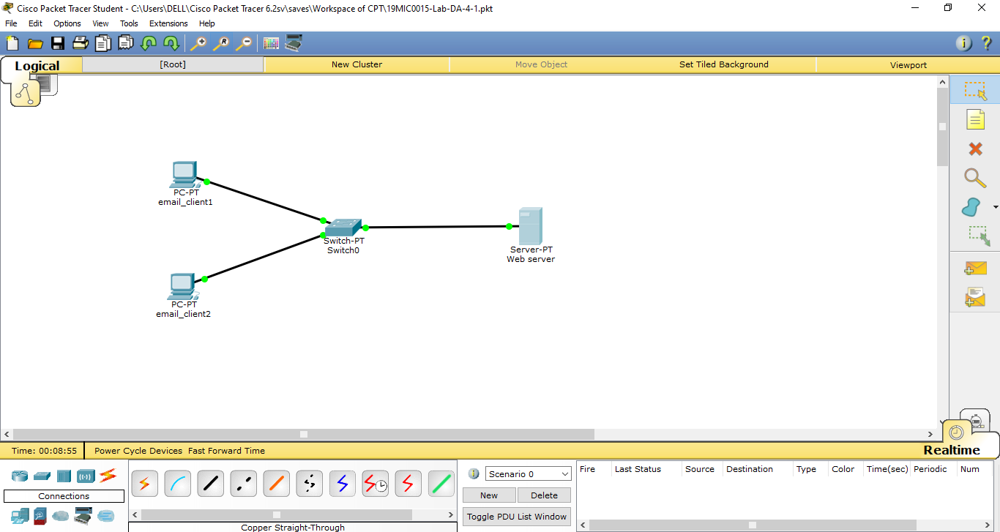 Cisco Packet Tracer Student - C:\Users\DELL\Cisco Packet Tracer 6.2sv\saves\Workspace of CPT\19MIC0015-Lab-DA-4-1.pkt
File Edit Options View Tools Extensions Help
Logical [Root] New Cluster Move Object Set Tiled Background Viewport
PC-PT
email_client1
Switch-PT
Switch0
Server-PT
Web server
PC-PT
email_client2
Time: 00:08:55 Power Cycle Devices Fast Forward Time Realtime
Connections
Copper Straight-Through
Scenario 0
New Delete
Toggle PDU List Window
Fire Last Status Source Destination Type Color Time(sec) Periodic Num